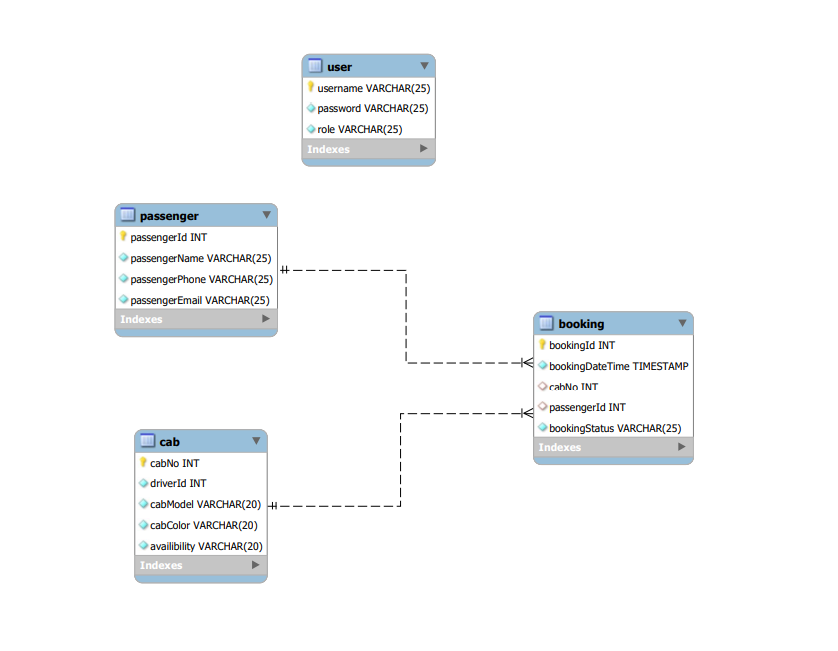 user
username VARCHAR(25)
password VARCHAR(25)
role VARCHAR(25)
Indexes
passenger
passengerId INT
passengerName VARCHAR(25)
passengerPhone VARCHAR(25)
passengerEmail VARCHAR(25)
Indexes
booking
bookingId INT
bookingDateTime TIMESTAMP
cabNo INT
passengerId INT
bookingStatus VARCHAR(25)
Indexes
cab
cabNo INT
driverId INT
cabModel VARCHAR(20)
cabColor VARCHAR(20)
availibility VARCHAR(20)
Indexes